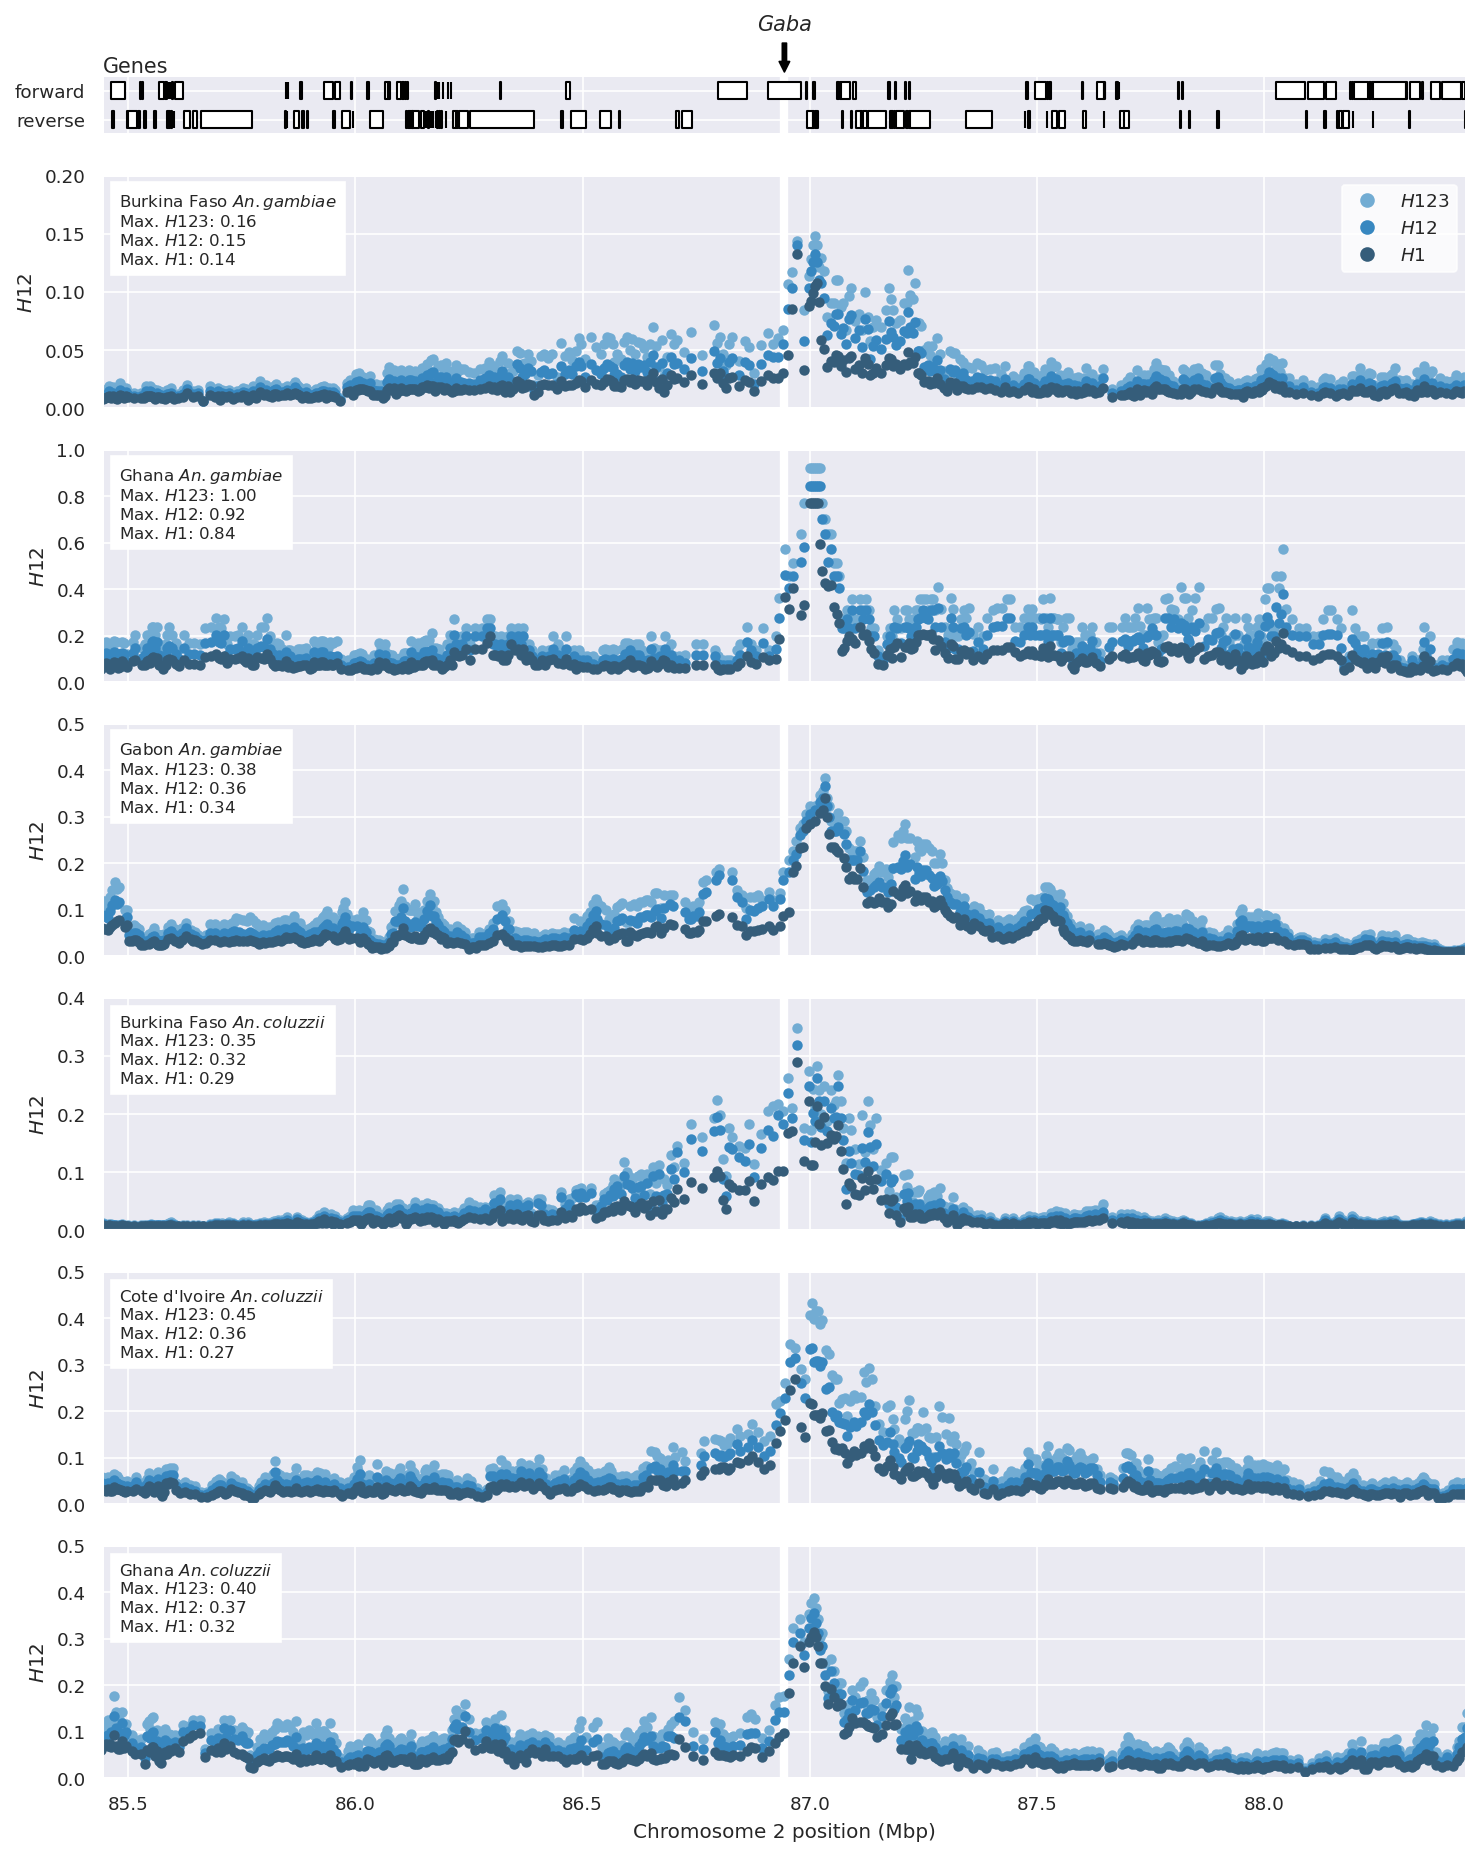 Gaba
Genes
forward
reverse
0.20
0.15
0.10
0.05
0.00
H12
Burkina Faso An. gambiae
Max. H123: 0.16
Max. H12: 0.15
Max. H1: 0.14
H123
H12
H1
1.0
0.8
0.6
0.4
0.2
0.0
H12
Ghana An. gambiae
Max. H123: 1.00
Max. H12: 0.92
Max. H1: 0.84
0.5
0.4
0.3
0.2
0.1
0.0
H12
Gabon An. gambiae
Max. H123: 0.38
Max. H12: 0.36
Max. H1: 0.34
0.4
0.3
0.2
0.1
0.0
H12
Burkina Faso An. coluzzii
Max. H123: 0.35
Max. H12: 0.32
Max. H1: 0.29
0.5
0.4
0.3
0.2
0.1
0.0
H12
Cote d'Ivoire An. coluzzii
Max. H123: 0.45
Max. H12: 0.36
Max. H1: 0.27
0.5
0.4
0.3
0.2
0.1
0.0
H12
Ghana An. coluzzii
Max. H123: 0.40
Max. H12: 0.37
Max. H1: 0.32
85.5 86.0 86.5 87.0 87.5 88.0
Chromosome 2 position (Mbp)